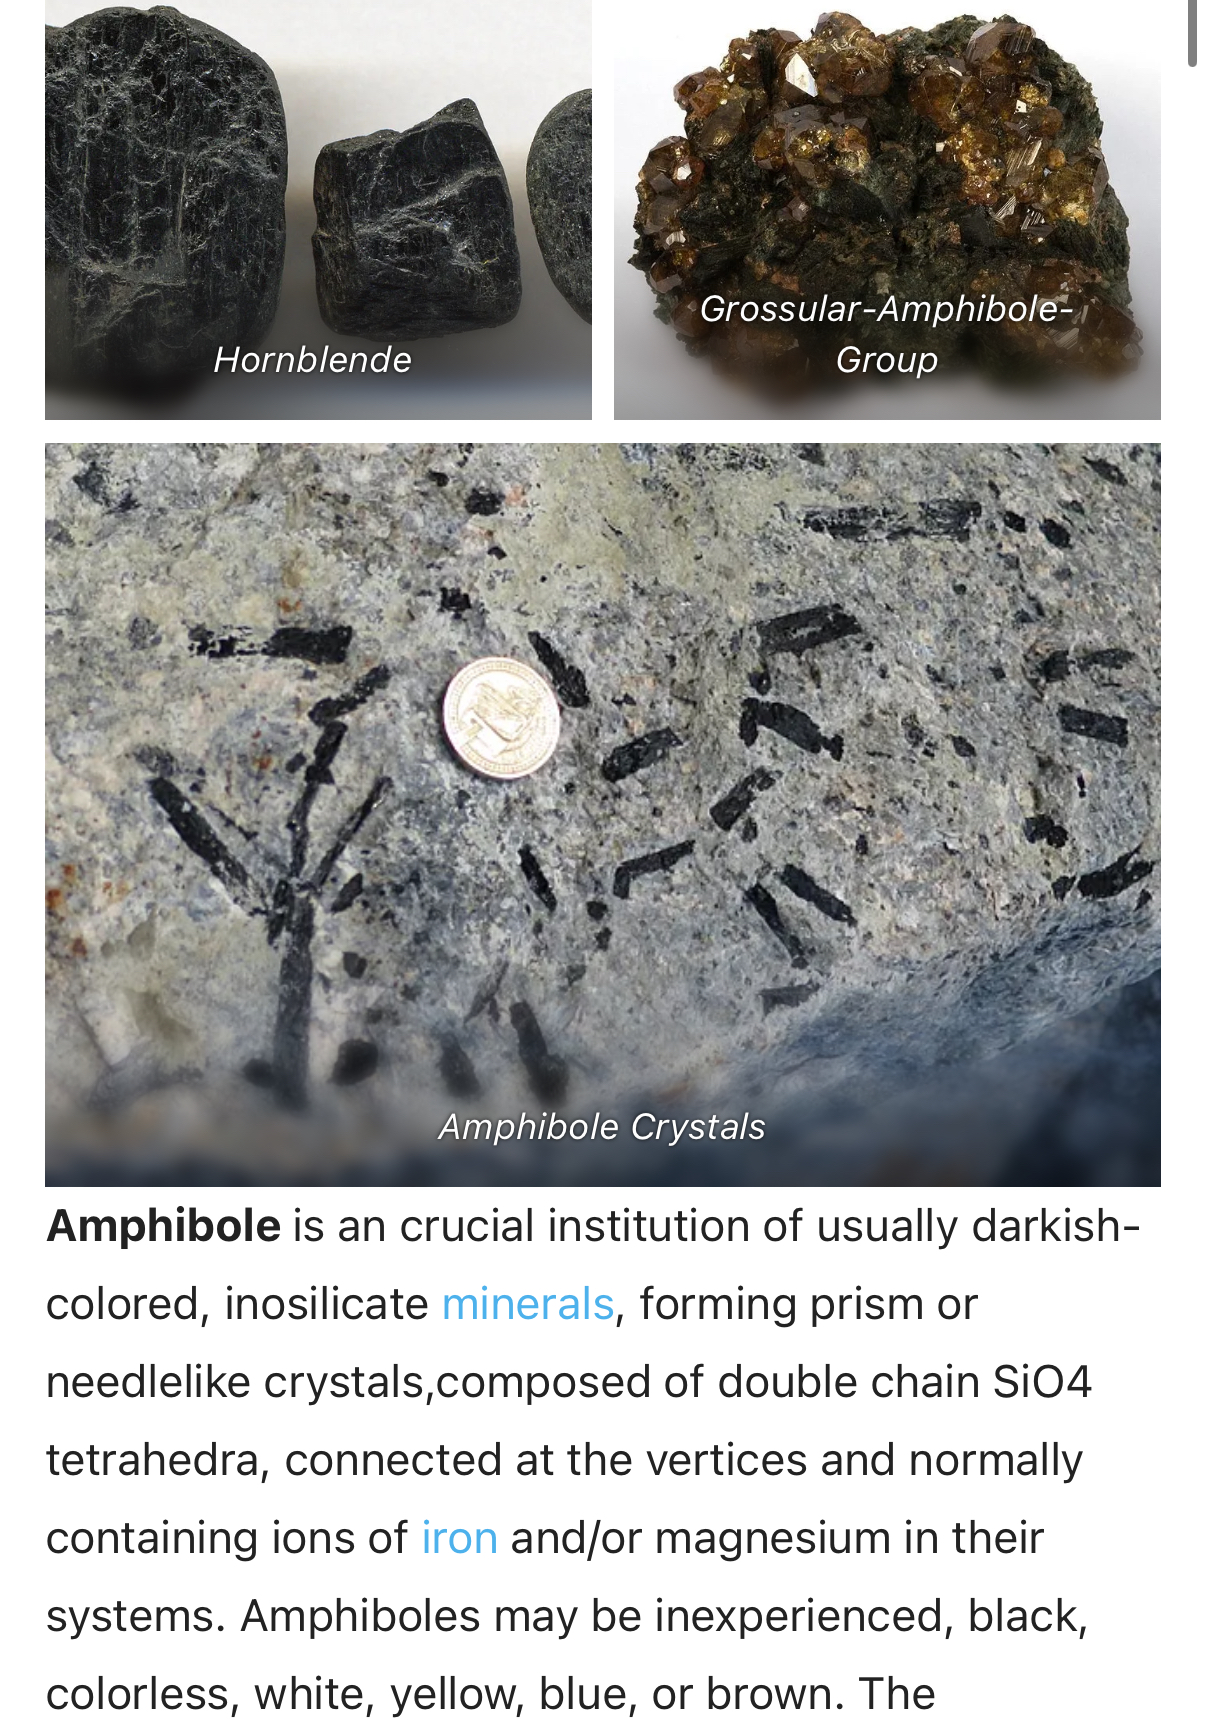 Hornblende
Grossular-Amphibole-
Group
Amphibole Crystals
Amphibole is an crucial institution of usually darkish-
colored, inosilicate minerals, forming prism or
needlelike crystals,composed of double chain SiO4
tetrahedra, connected at the vertices and normally
containing ions of iron and/or magnesium in their
systems. Amphiboles may be inexperienced, black,
colorless, white, yellow, blue, or brown. The